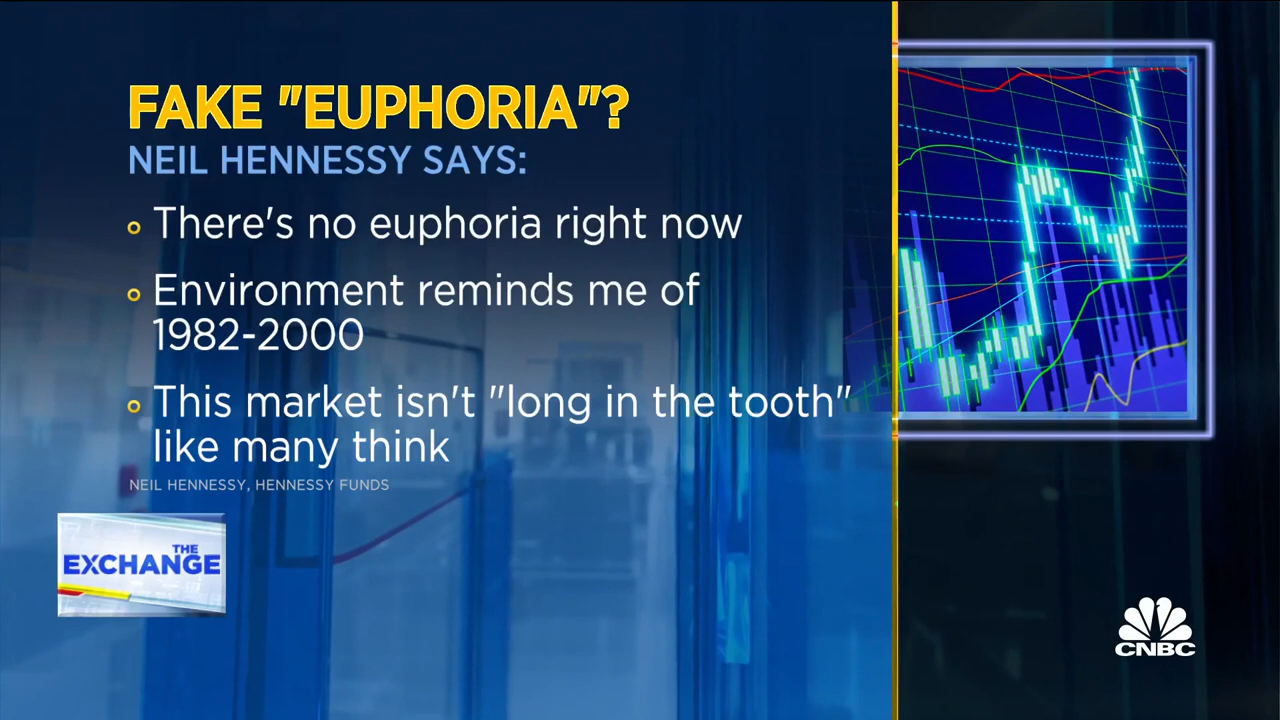 FAKE "EUPHORIA"?
NEIL HENNESSY SAYS:
There's no euphoria right now
Environment reminds me of
1982-2000
This market isn't "long in the tooth"
like many think
NEIL HENNESSY, HENNESSY FUNDS
THE
EXCHANGE
CNBC